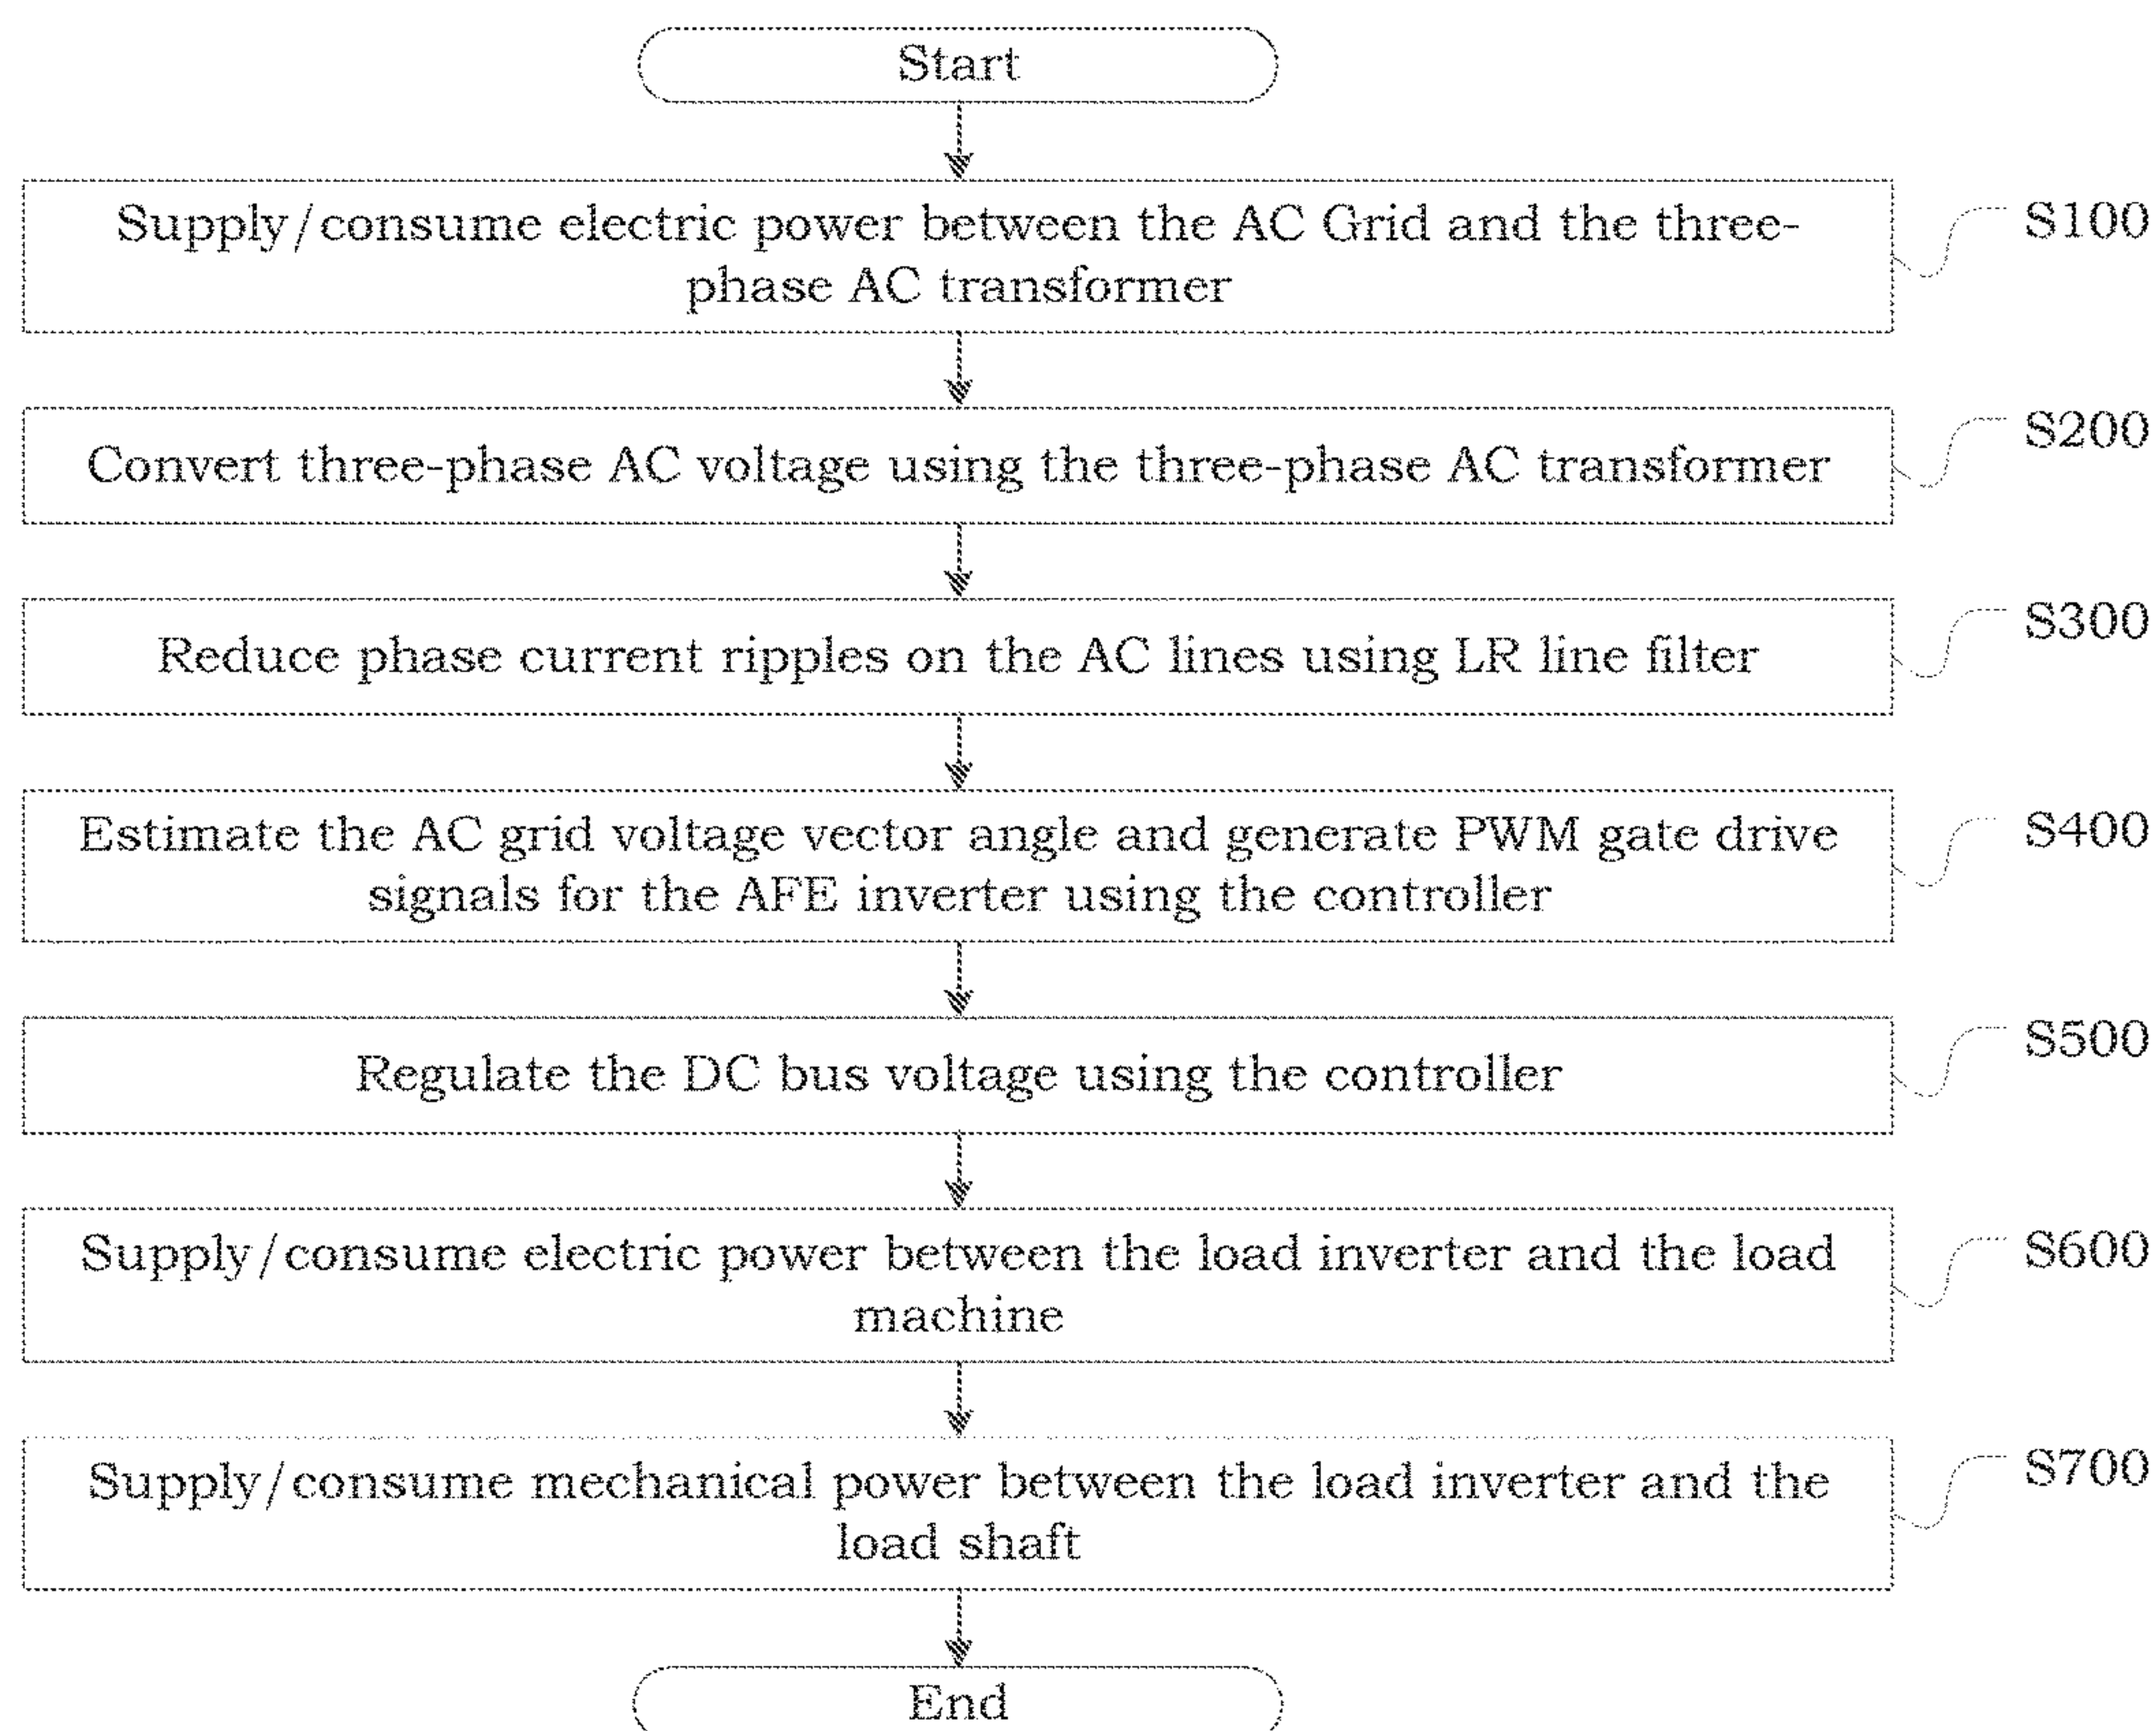 Start
Supply/consume electric power between the AC Grid and the three-
phase AC transformer
S100
Convert three-phase AC voltage using the three-phase AC transformer
S200
Reduce phase current ripples on the AC lines using LR line filter
S300
Estimate the AC grid voltage vector angle and generate PWM gate drive
signals for the AFE inverter using the controller
S400
Regulate the DC bus voltage using the controller
S500
Supply/consume electric power between the load inverter and the load
machine
S600
Supply/consume mechanical power between the load inverter and the
load shaft
S700
End